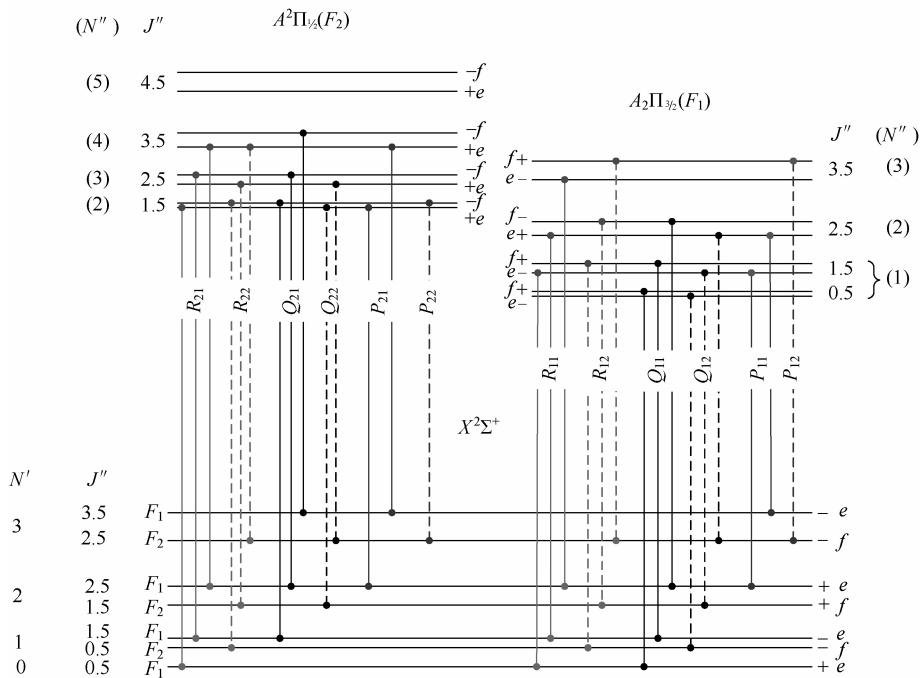 A²Π½(F₂)
(N″) J″
(5) 4.5 −f
+e
(4) 3.5 −f
+e
(3) 2.5 −f
+e
(2) 1.5 −f
+e
R₂₁ R₂₂ Q₂₁ Q₂₂ P₂₁ P₂₂
A₂Π₃/₂(F₁)
J″ (N″)
f+ 3.5 (3)
e−
f− 2.5 (2)
e+
f+ 1.5 } (1)
e−
f+ 0.5
e−
R₁₁ R₁₂ Q₁₁ Q₁₂ P₁₁ P₁₂
X²Σ⁺
N′ J″
3 3.5 F₁ − e
2.5 F₂ − f
2 2.5 F₁ + e
1.5 F₂ + f
1 1.5 F₁ − e
0.5 F₂ − f
0 0.5 F₁ + e